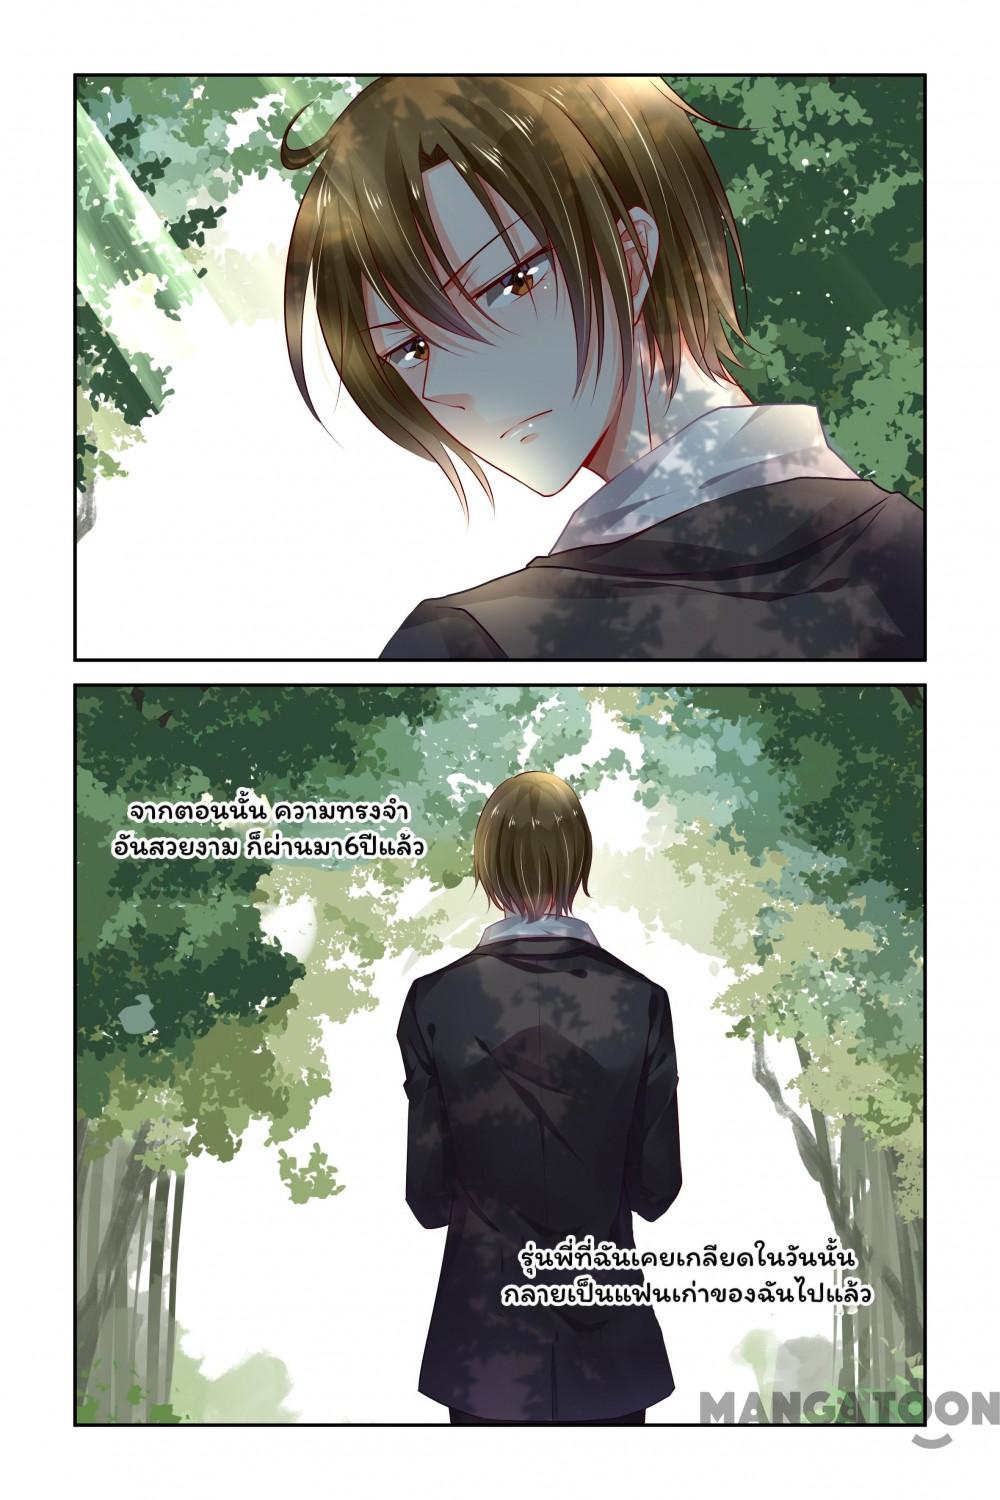 จากตอนนั้น ความทรงจำ
อันสวยงาม ก็ผ่านมา6ปีแล้ว
รุ่นพี่ที่ฉันเคยเกลียดในวันนั้น
กลายเป็นแฟนเก่าของฉันไปแล้ว
MANGATOON